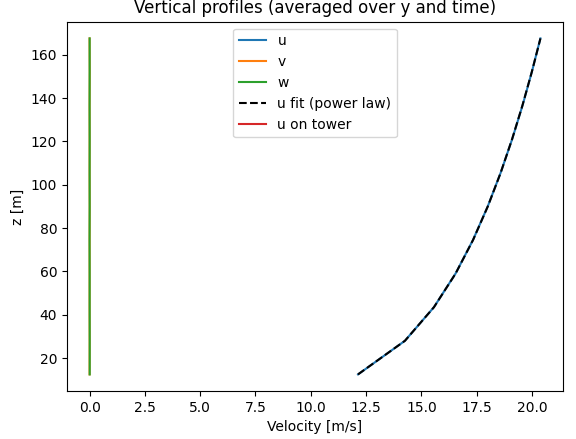 Vertical profiles (averaged over y and time)
u
v
w
u fit (power law)
u on tower
z [m]
160
140
120
100
80
60
40
20
0.0 2.5 5.0 7.5 10.0 12.5 15.0 17.5 20.0
Velocity [m/s]